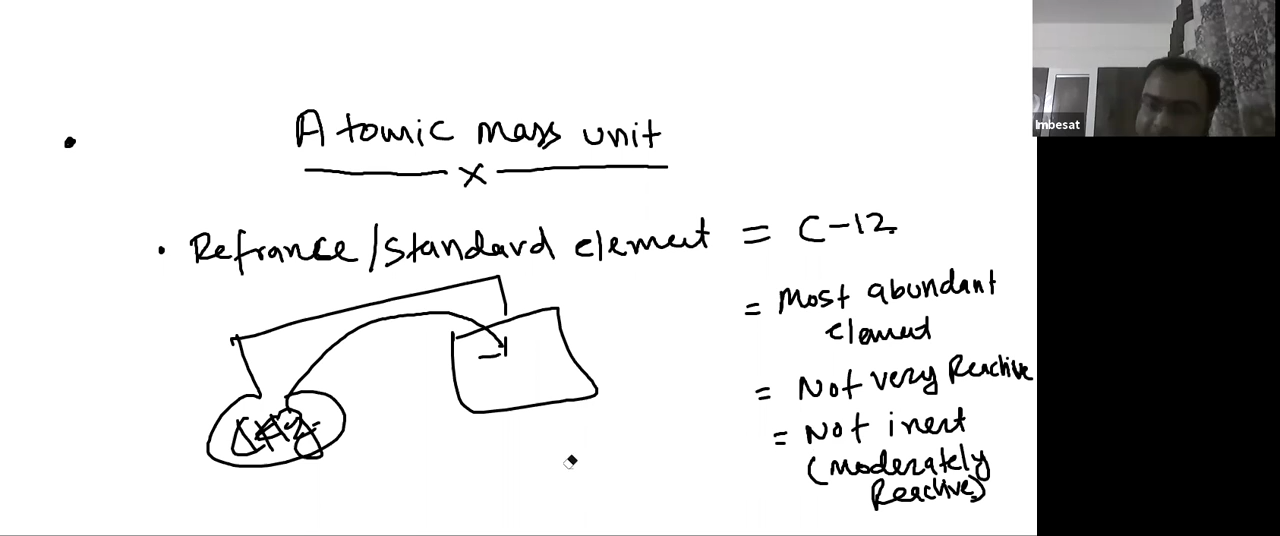 Atomic mass unit
x
• Refrance/standard element = C-12
= Most abundant
element
= Not very Reactive
= Not inert
(moderately
Reactive)
Imbesat